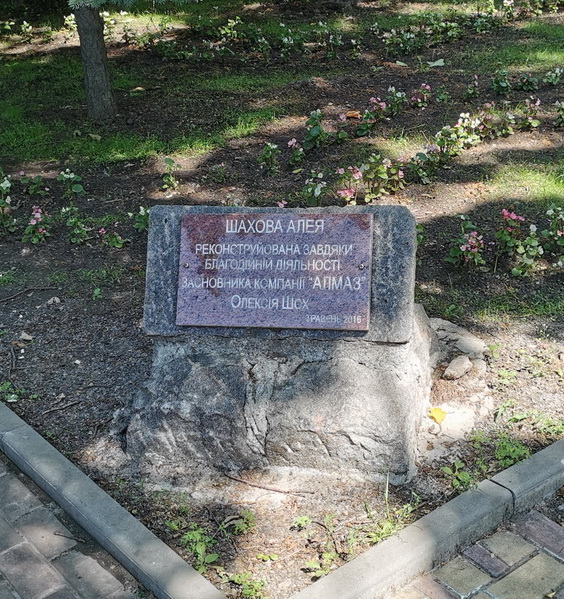 ШАХОВА АЛЕЯ
РЕКОНСТРУЙОВАНА ЗАВДЯКИ
БЛАГОДІЙНІЙ ДІЯЛЬНОСТІ
ЗАСНОВНИКА КОМПАНІЇ "АЛМАЗ"
ОЛЕКСІЯ ШОХ
ТРАВЕНЬ 2016